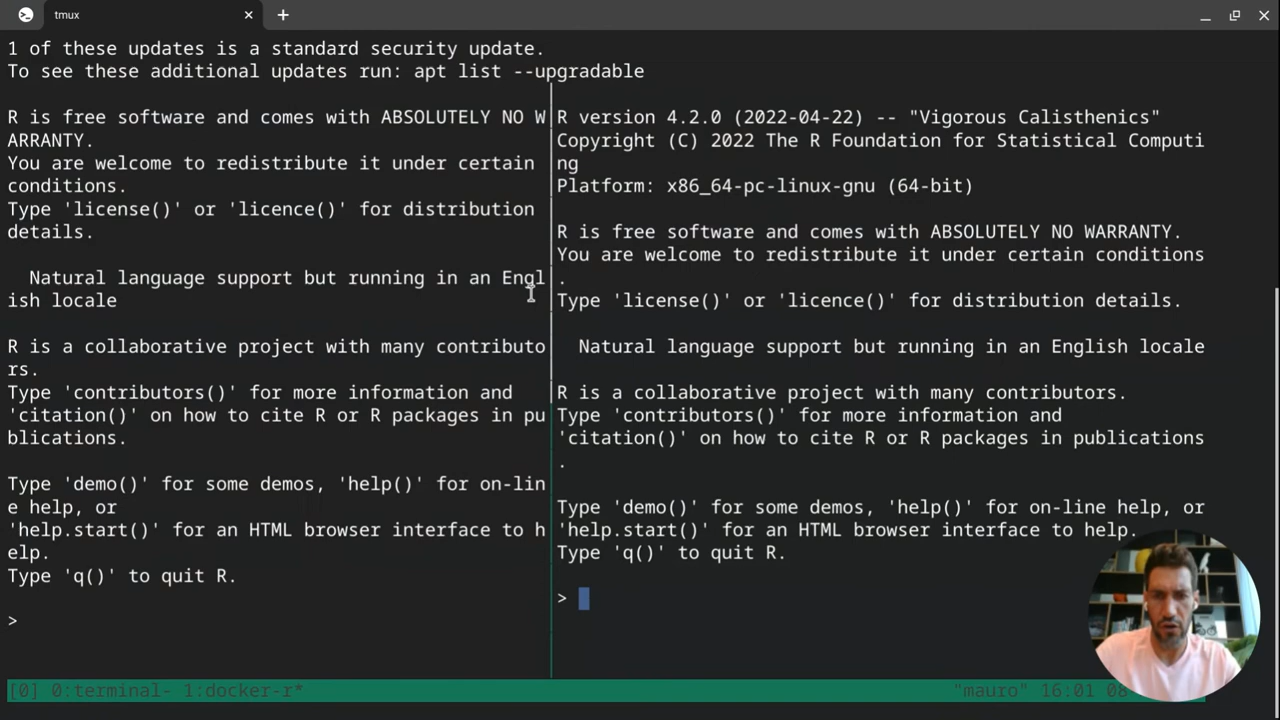 tmux
1 of these updates is a standard security update.
To see these additional updates run: apt list --upgradable
R is free software and comes with ABSOLUTELY NO W
ARRANTY.
You are welcome to redistribute it under certain
conditions.
Type 'license()' or 'licence()' for distribution
details.
Natural language support but running in an Engl
ish locale
R is a collaborative project with many contributo
rs.
Type 'contributors()' for more information and
'citation()' on how to cite R or R packages in pu
blications.
Type 'demo()' for some demos, 'help()' for on-lin
e help, or
'help.start()' for an HTML browser interface to h
elp.
Type 'q()' to quit R.
>
R version 4.2.0 (2022-04-22) -- "Vigorous Calisthenics"
Copyright (C) 2022 The R Foundation for Statistical Computi
ng
Platform: x86_64-pc-linux-gnu (64-bit)
R is free software and comes with ABSOLUTELY NO WARRANTY.
You are welcome to redistribute it under certain conditions
.
Type 'license()' or 'licence()' for distribution details.
Natural language support but running in an English locale
R is a collaborative project with many contributors.
Type 'contributors()' for more information and
'citation()' on how to cite R or R packages in publications
.
Type 'demo()' for some demos, 'help()' for on-line help, or
'help.start()' for an HTML browser interface to help.
Type 'q()' to quit R.
>
[0] 0:terminal- 1:docker-r* "mauro" 16:01 08